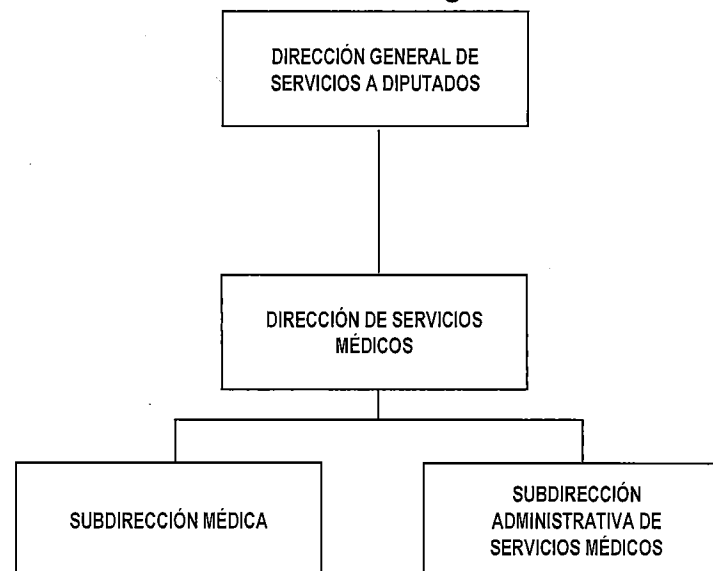 DIRECCIÓN GENERAL DE
SERVICIOS A DIPUTADOS
DIRECCIÓN DE SERVICIOS
MÉDICOS
SUBDIRECCIÓN MÉDICA
SUBDIRECCIÓN
ADMINISTRATIVA DE
SERVICIOS MÉDICOS